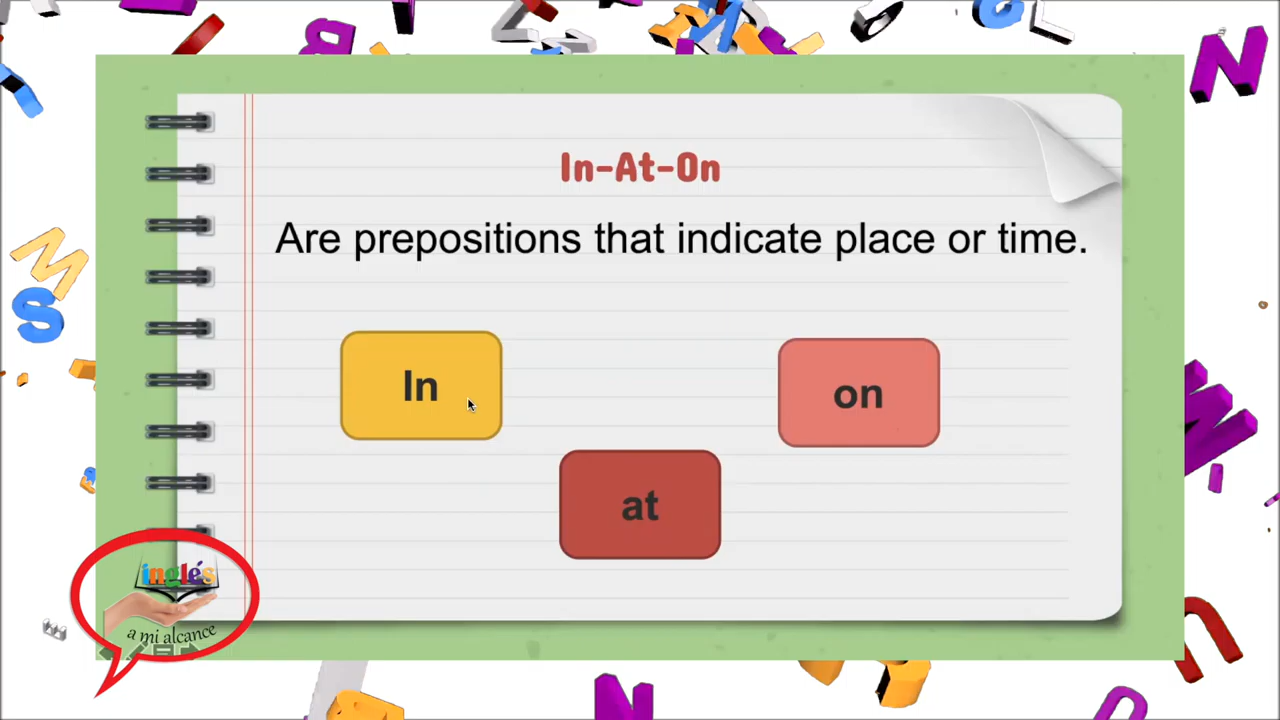 In-At-On
Are prepositions that indicate place or time.
In
on
at
inglés
a mi alcance